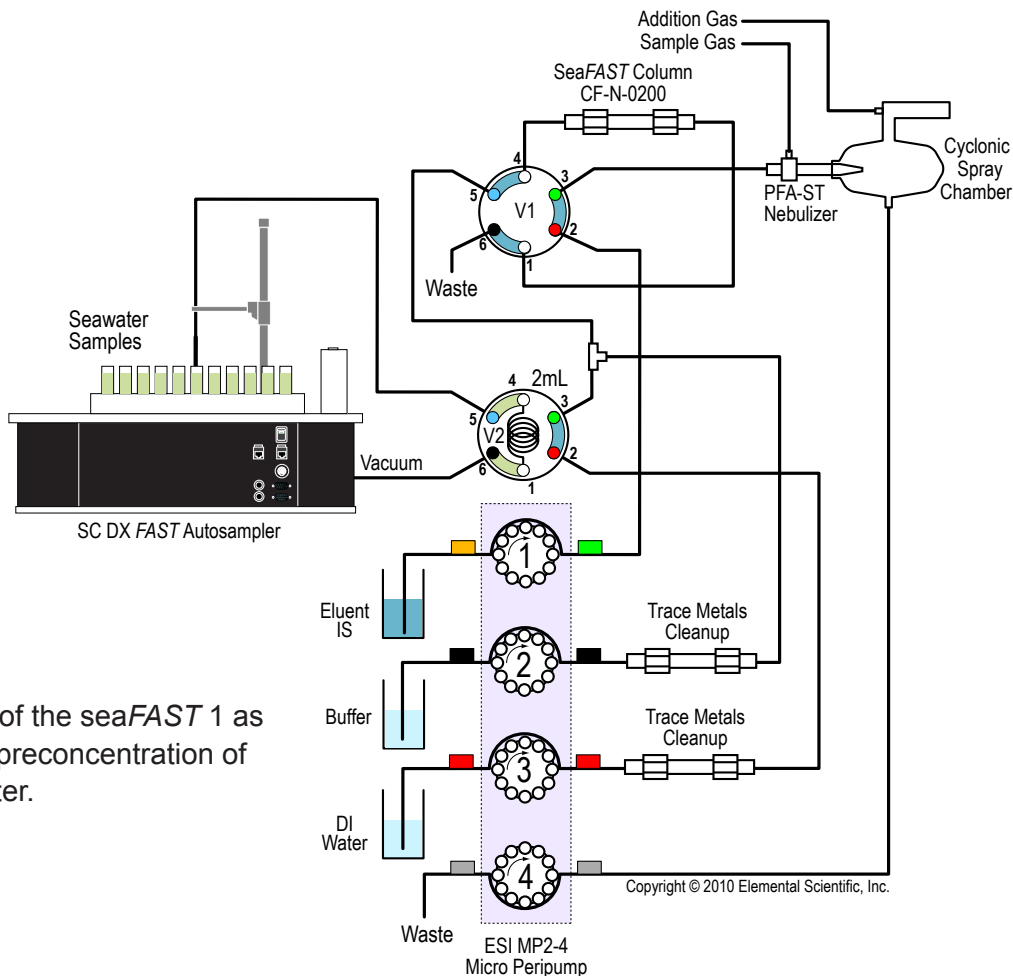 Addition Gas
Sample Gas
SeaFAST Column
CF-N-0200
Cyclonic
Spray
Chamber
PFA-ST
Nebulizer
4
3
5
V1
2
6
1
Waste
Seawater
Samples
4
2mL
3
5
V2
2
6
1
Vacuum
SC DX FAST Autosampler
1
Eluent
IS
Trace Metals
Cleanup
2
Buffer
of the seaFAST 1 as
preconcentration of
ter.
Trace Metals
Cleanup
3
DI
Water
4
Copyright © 2010 Elemental Scientific, Inc.
Waste
ESI MP2-4
Micro Peripump